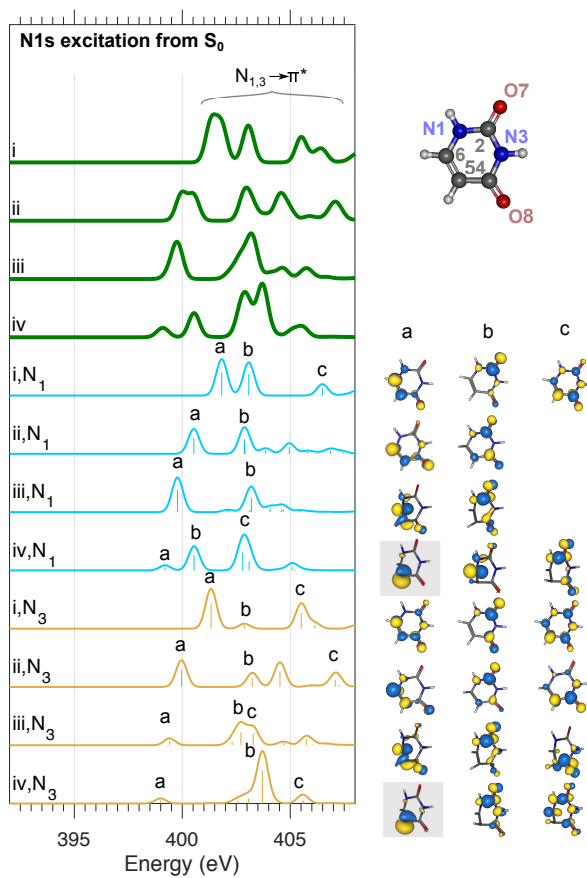 N1s excitation from S₀
N₁,₃→π*
i
ii
iii
iv
i,N₁
a
b
c
ii,N₁
a
b
iii,N₁
a
b
iv,N₁
a
b
c
i,N₃
a
b
c
ii,N₃
a
b
c
iii,N₃
a
b
c
iv,N₃
a
b
c
395
400
405
Energy (eV)
O7
N1
N3
2
6
54
O8
a
b
c